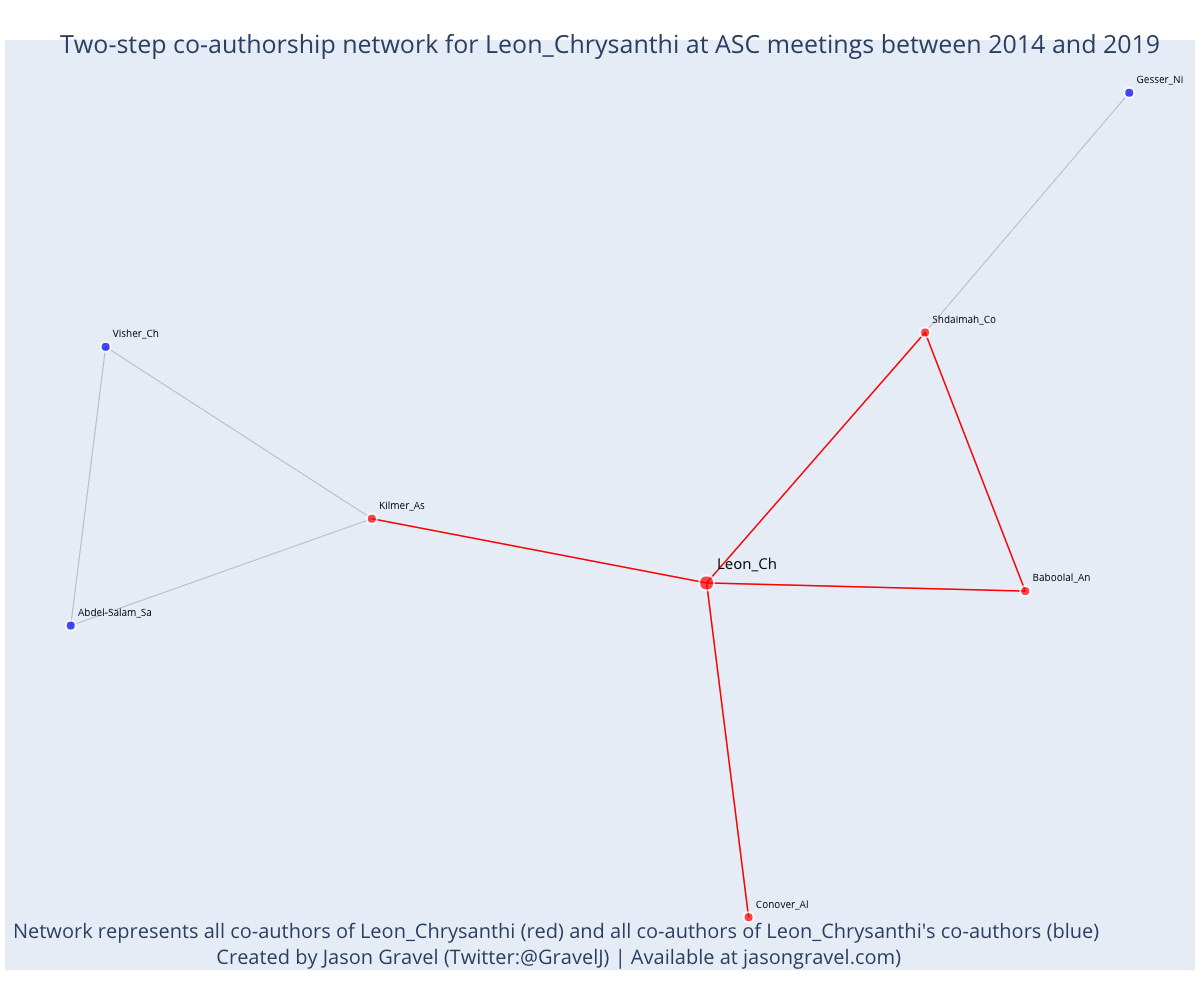 Two-step co-authorship network for Leon_Chrysanthi at ASC meetings between 2014 and 2019
Gesser_Ni
Shdaimah_Co
Visher_Ch
Kilmer_As
Leon_Ch
Baboolal_An
Abdel-Salam_Sa
Conover_Al
Network represents all co-authors of Leon_Chrysanthi (red) and all co-authors of Leon_Chrysanthi's co-authors (blue)
Created by Jason Gravel (Twitter:@GravelJ) | Available at jasongravel.com)